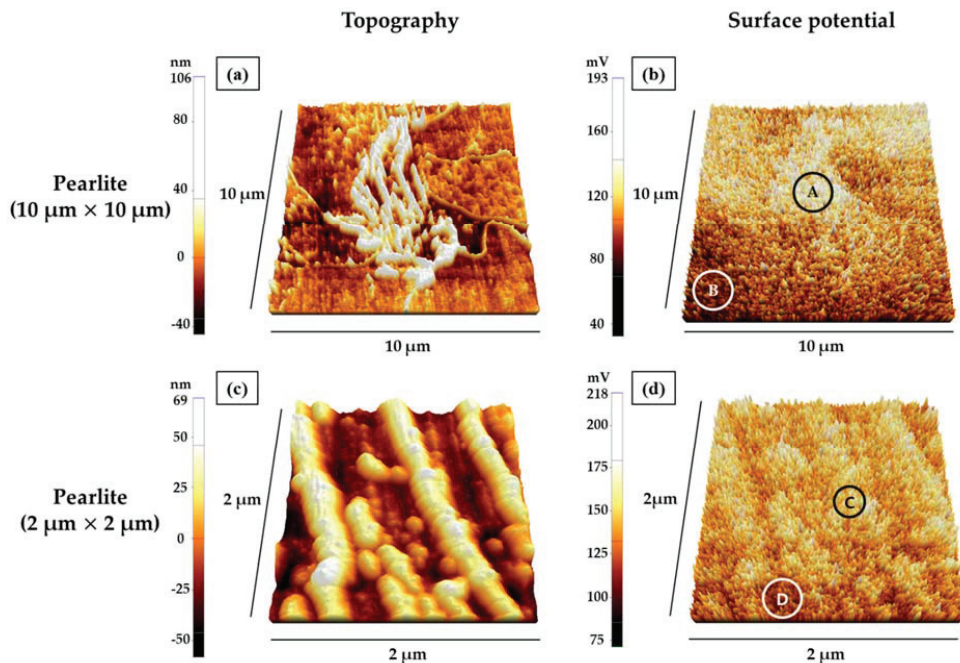 Topography
Surface potential
nm
(a)
106
80
40
0
-40
Pearlite
(10 μm × 10 μm)
10 μm
10 μm
mV
(b)
193
160
120
80
40
10 μm
A
B
10 μm
nm
(c)
69
50
25
0
-25
-50
Pearlite
(2 μm × 2 μm)
2 μm
2 μm
mV
(d)
218
200
175
150
125
100
75
2μm
C
D
2 μm